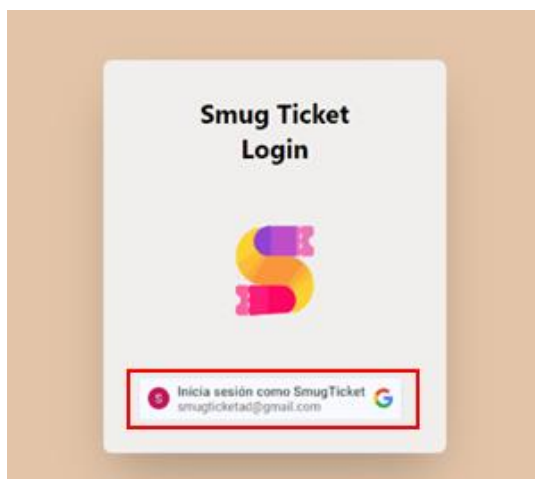 Smug Ticket
Login
S
Inicia sesión como SmugTicket
smugticketad@gmail.com